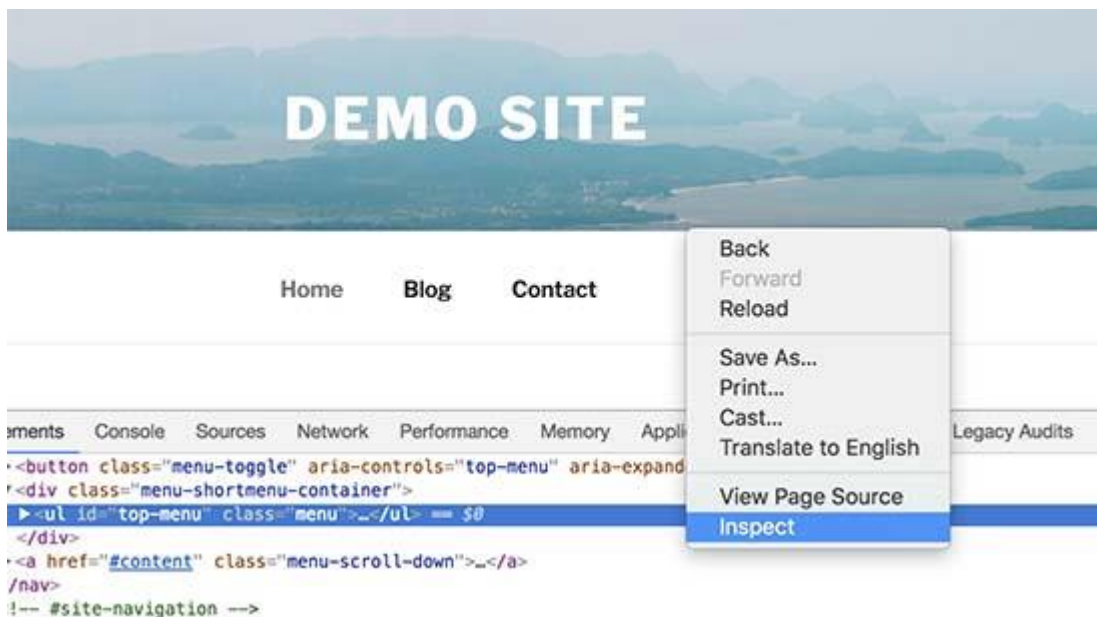 DEMO SITE
Home Blog Contact
Back
Forward
Reload
Save As...
Print...
Cast...
Translate to English
View Page Source
Inspect
ements Console Sources Network Performance Memory Appli Legacy Audits
<button class="menu-toggle" aria-controls="top-menu" aria-expand
<div class="menu-shortmenu-container">
▶<ul id="top-menu" class="menu">…</ul> == $0
</div>
<a href="#content" class="menu-scroll-down">…</a>
/nav>
!-- #site-navigation -->